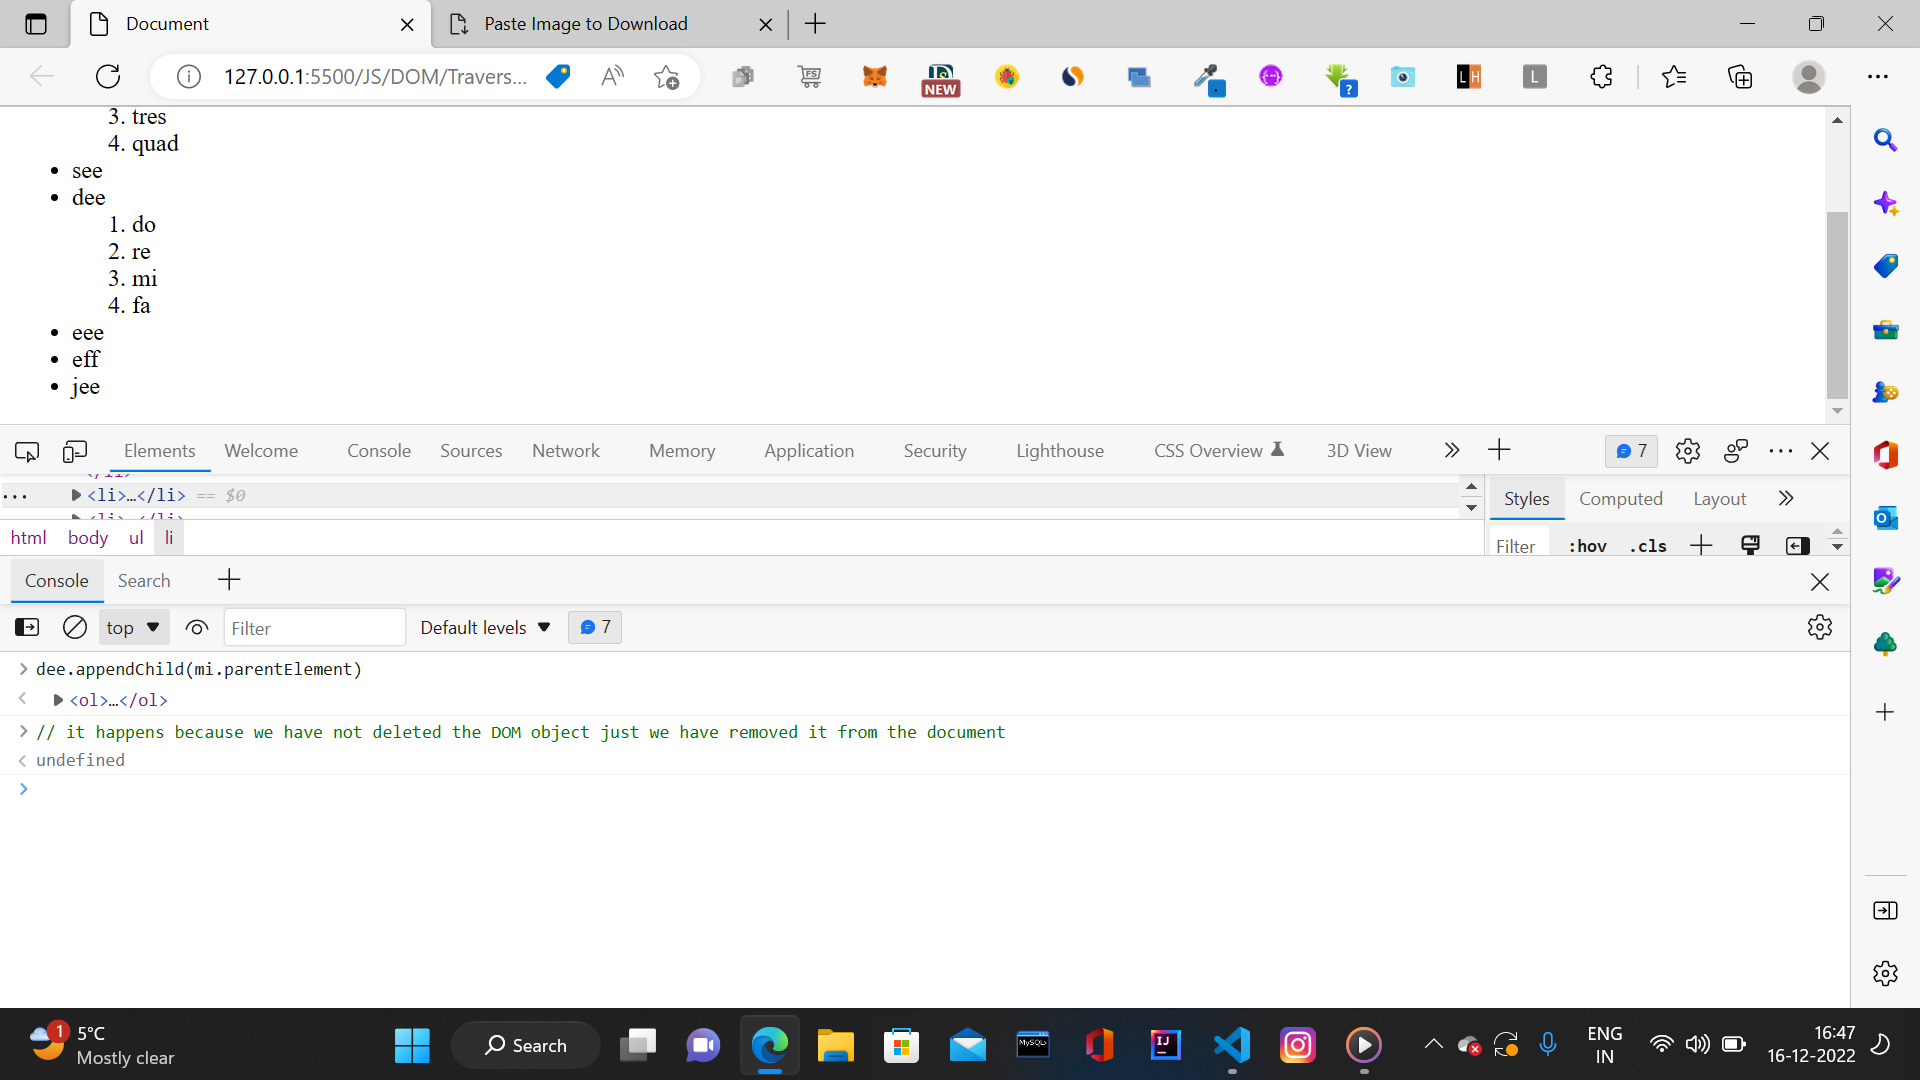 Document
Paste Image to Download
127.0.0.1:5500/JS/DOM/Travers...
A
FS
NEW
?
LH
L
3. tres
4. quad
• see
• dee
1. do
2. re
3. mi
4. fa
• eee
• eff
• jee
Elements Welcome Console Sources Network Memory Application Security Lighthouse CSS Overview 3D View
7
… <li>…</li> == $0
Styles Computed Layout
html body ul li
Filter :hov .cls
Console Search
top Filter Default levels 7
dee.appendChild(mi.parentElement)
<ol>…</ol>
// it happens because we have not deleted the DOM object just we have removed it from the document
undefined
1
5°C
Mostly clear
Search
MySQL
IJ
ENG
IN
16:47
16-12-2022